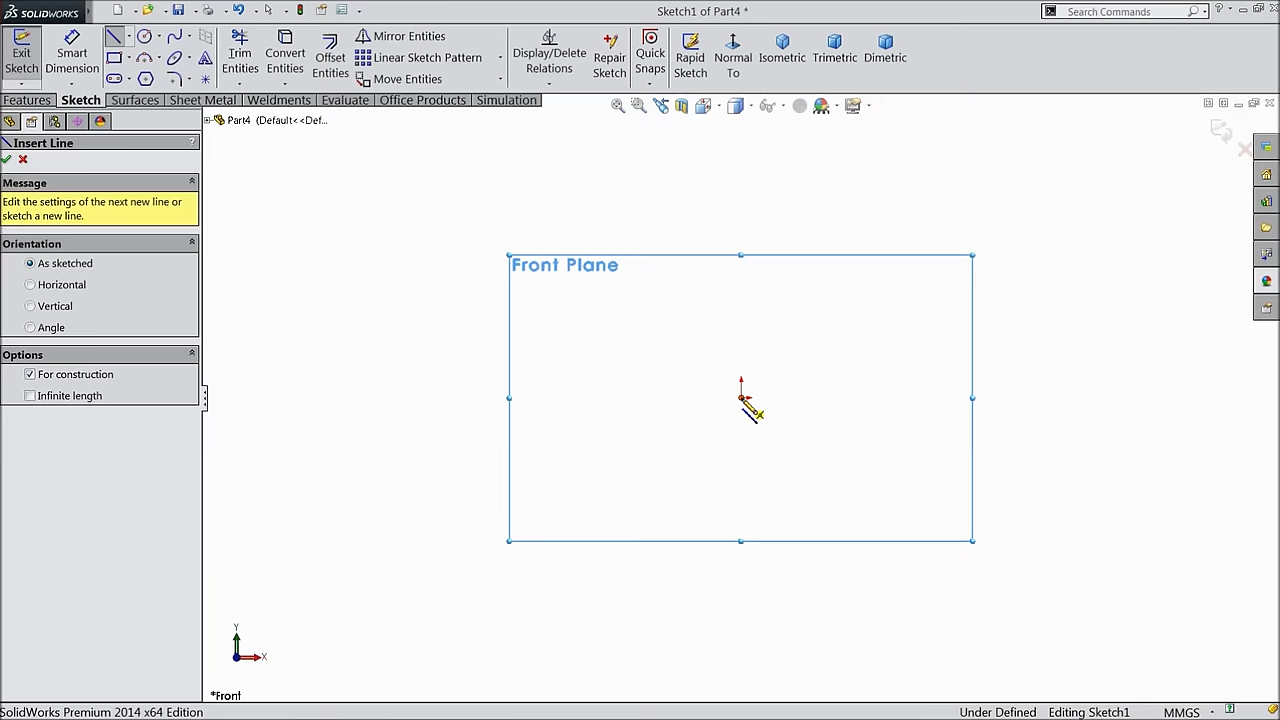 SOLIDWORKS
Sketch1 of Part4 *
Search Commands
Exit Sketch
Smart Dimension
Trim Entities
Convert Entities
Offset Entities
Mirror Entities
Linear Sketch Pattern
Move Entities
Display/Delete Relations
Repair Sketch
Quick Snaps
Rapid Sketch
Normal To
Isometric
Trimetric
Dimetric
Features
Sketch
Surfaces
Sheet Metal
Weldments
Evaluate
Office Products
Simulation
Part4 (Default<<Def...
Insert Line
?
Message
Edit the settings of the next new line or
sketch a new line.
Orientation
As sketched
Horizontal
Vertical
Angle
Options
For construction
Infinite length
Front Plane
Y
X
*Front
SolidWorks Premium 2014 x64 Edition
Under Defined
Editing Sketch1
MMGS